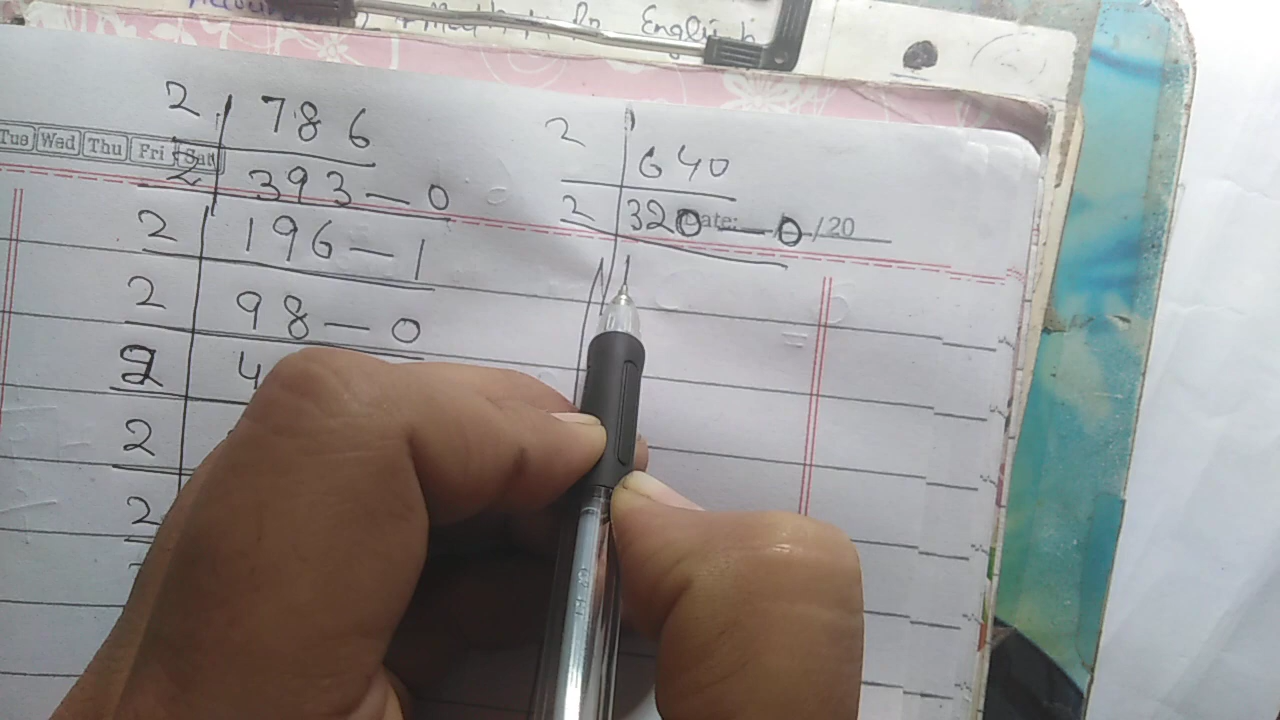 English
Tue Wed Thu Fri Sat
2 786
2 393 — 0
2 196 — 1
2 98 — 0
2 4
2
2
2 640
2 320 — 0
Date: / /20